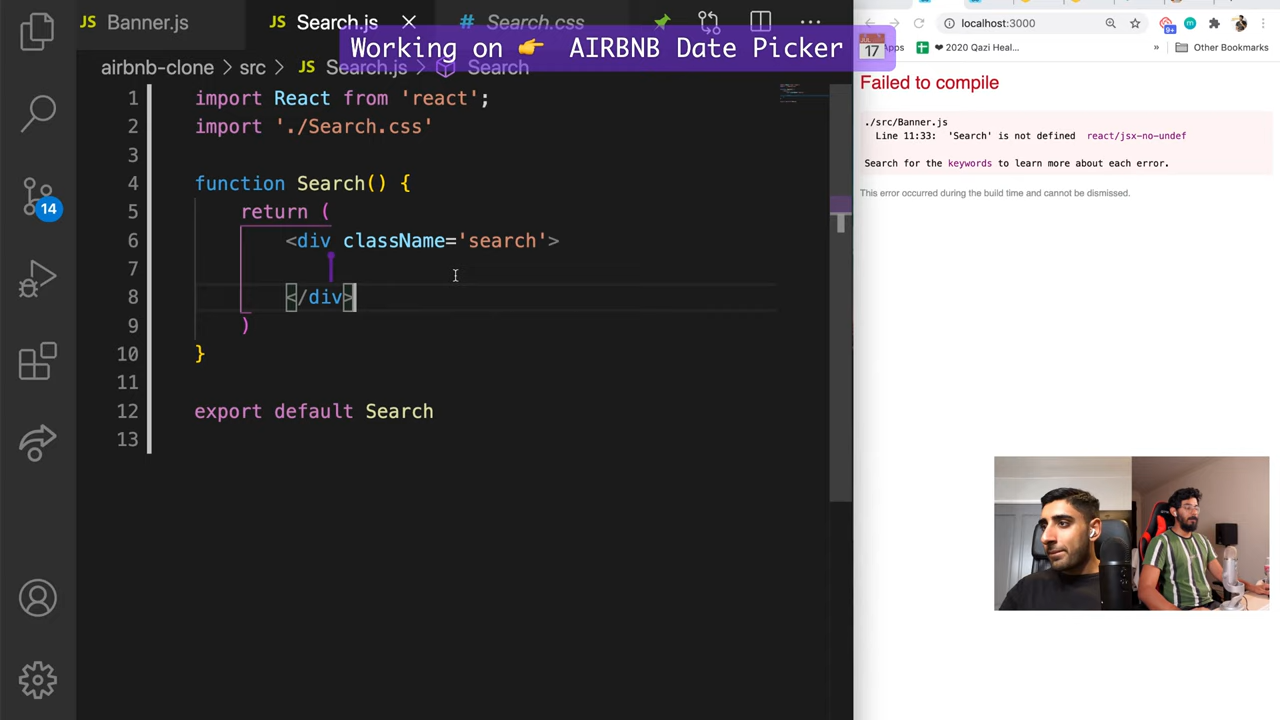 Banner.js
JS Search.js
# Search.css
Working on 👉 AIRBNB Date Picker 17
airbnb-clone > src > JS Search.js > Search
1 import React from 'react';
2 import './Search.css'
3
4 function Search() {
5 return (
6 <div className='search'>
7
8 </div>
9 )
10 }
11
12 export default Search
13
14
localhost:3000
9+
m
Apps
❤ 2020 Qazi Heal...
»
Other Bookmarks
Failed to compile
./src/Banner.js
Line 11:33: 'Search' is not defined react/jsx-no-undef
Search for the keywords to learn more about each error.
This error occurred during the build time and cannot be dismissed.